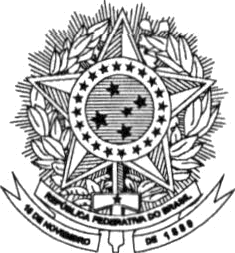 REPÚBLICA FEDERATIVA DO BRASIL
15 DE NOVEMBRO DE 1889